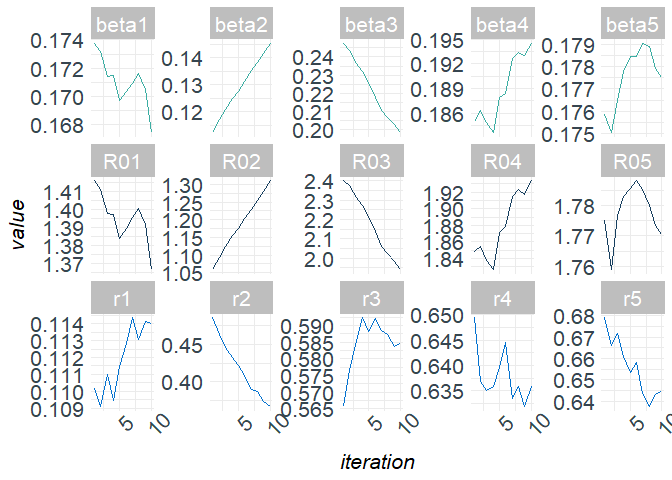 beta1 beta2 beta3 beta4 beta5
0.174 0.172 0.170 0.168
0.14 0.13 0.12
0.24 0.23 0.22 0.21 0.20
0.195 0.192 0.189 0.186
0.179 0.178 0.177 0.176 0.175
R01 R02 R03 R04 R05
1.41 1.40 1.39 1.38 1.37
1.30 1.25 1.20 1.15 1.10 1.05
2.4 2.3 2.2 2.1 2.0
1.92 1.90 1.88 1.86 1.84
1.78 1.77 1.76
value
r1 r2 r3 r4 r5
0.114 0.113 0.112 0.111 0.110 0.109
0.45 0.40
0.590 0.585 0.580 0.575 0.570 0.565
0.650 0.645 0.640 0.635
0.68 0.67 0.66 0.65 0.64
5 10 5 10 5 10 5 10 5 10
iteration